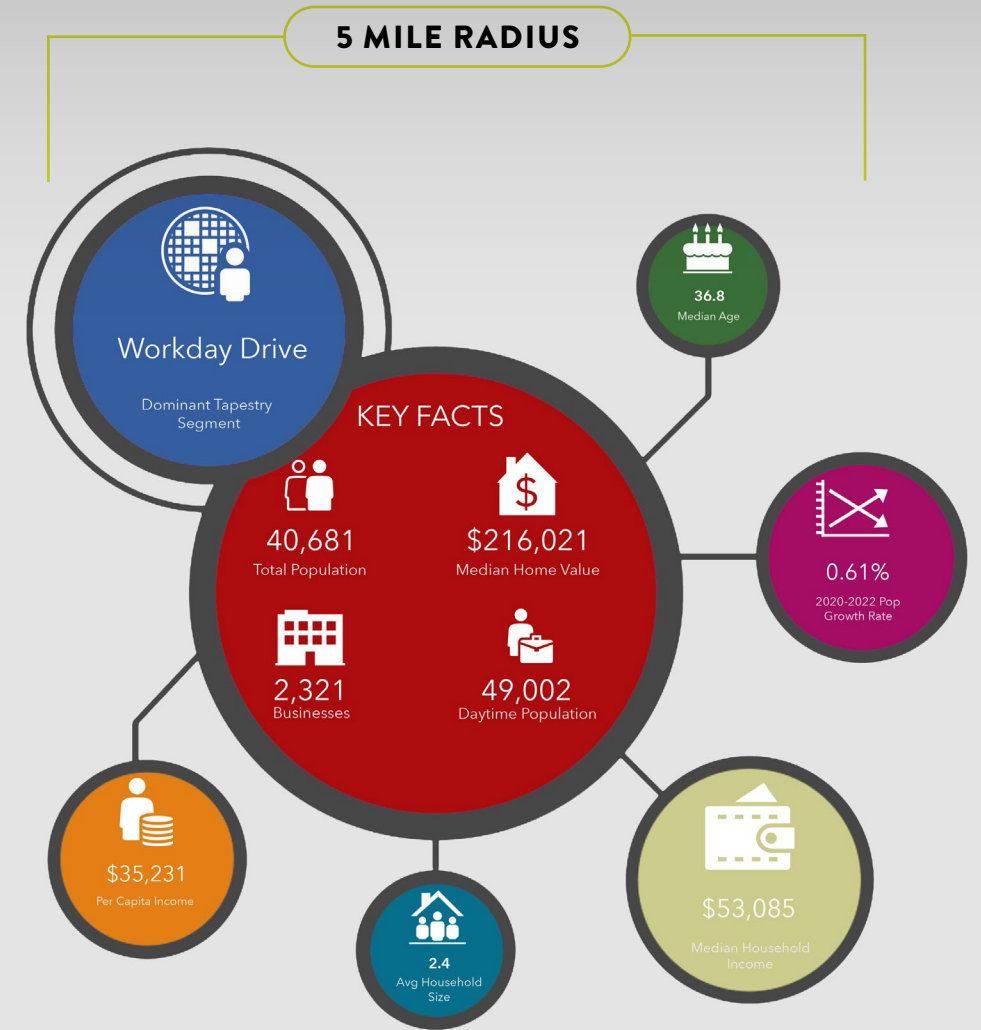 5 MILE RADIUS
Workday Drive
Dominant Tapestry
Segment
KEY FACTS
40,681
Total Population
$216,021
Median Home Value
2,321
Businesses
49,002
Daytime Population
36.8
Median Age
0.61%
2020-2022 Pop
Growth Rate
$35,231
Per Capita Income
2.4
Avg Household
Size
$53,085
Median Household
Income